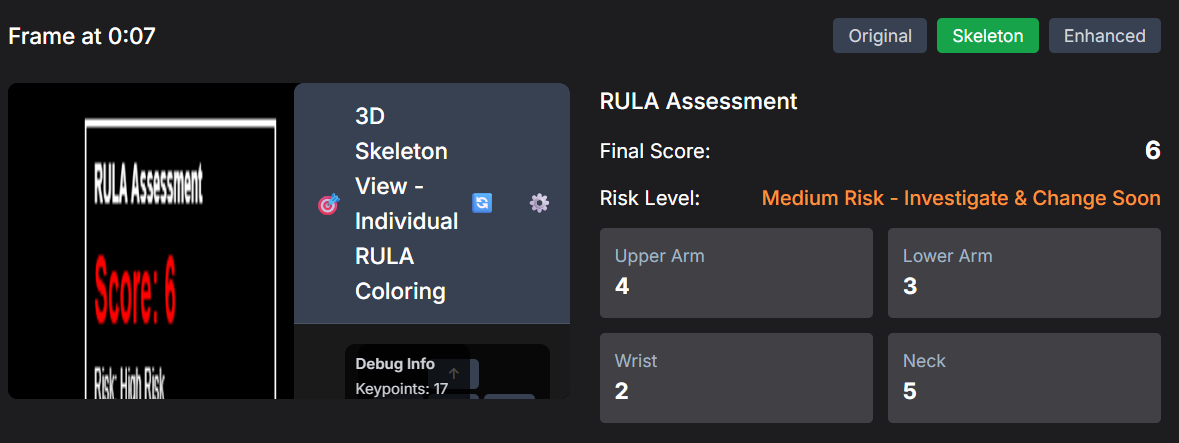 Frame at 0:07
Original
Skeleton
Enhanced
RULA Assessment
Score: 6
Risk: High Risk
3D
Skeleton
View -
Individual
RULA
Coloring
Debug Info
Keypoints: 17
RULA Assessment
Final Score:
6
Risk Level:
Medium Risk - Investigate & Change Soon
Upper Arm
4
Lower Arm
3
Wrist
2
Neck
5